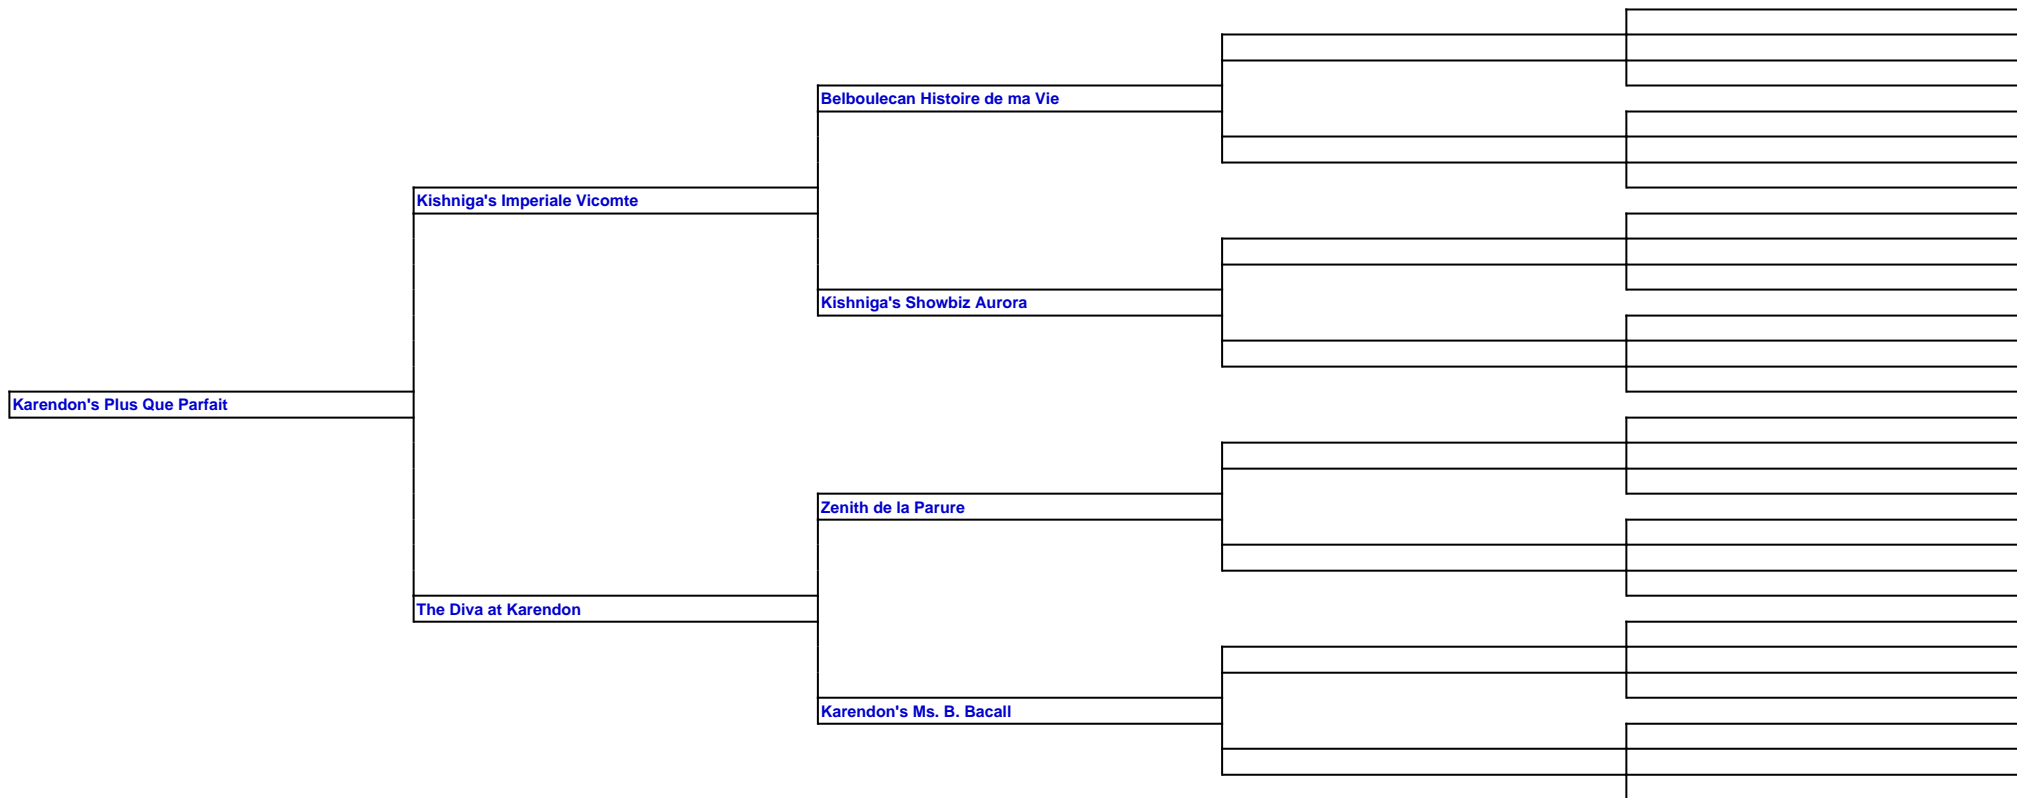 Belboulecan Histoire de ma Vie
Kishniga's Imperiale Vicomte
Kishniga's Showbiz Aurora
Karendon's Plus Que Parfait
Zenith de la Parure
The Diva at Karendon
Karendon's Ms. B. Bacall